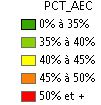 PCT_AEC
0% à 35%
35% à 40%
40% à 45%
45% à 50%
50% et +